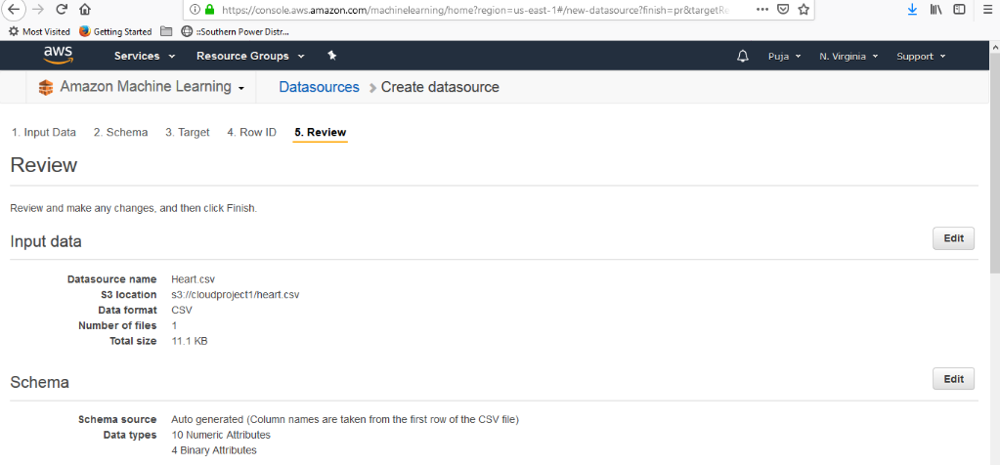 https://console.aws.amazon.com/machinelearning/home?region=us-east-1#/new-datasource?finish=pr&targetRe
Most Visited Getting Started ::Southern Power Distr...
aws Services Resource Groups Puja N. Virginia Support
Amazon Machine Learning Datasources > Create datasource
1. Input Data 2. Schema 3. Target 4. Row ID 5. Review
Review
Review and make any changes, and then click Finish.
Input data Edit
Datasource name Heart.csv
S3 location s3://cloudproject1/heart.csv
Data format CSV
Number of files 1
Total size 11.1 KB
Schema Edit
Schema source Auto generated (Column names are taken from the first row of the CSV file)
Data types 10 Numeric Attributes
4 Binary Attributes